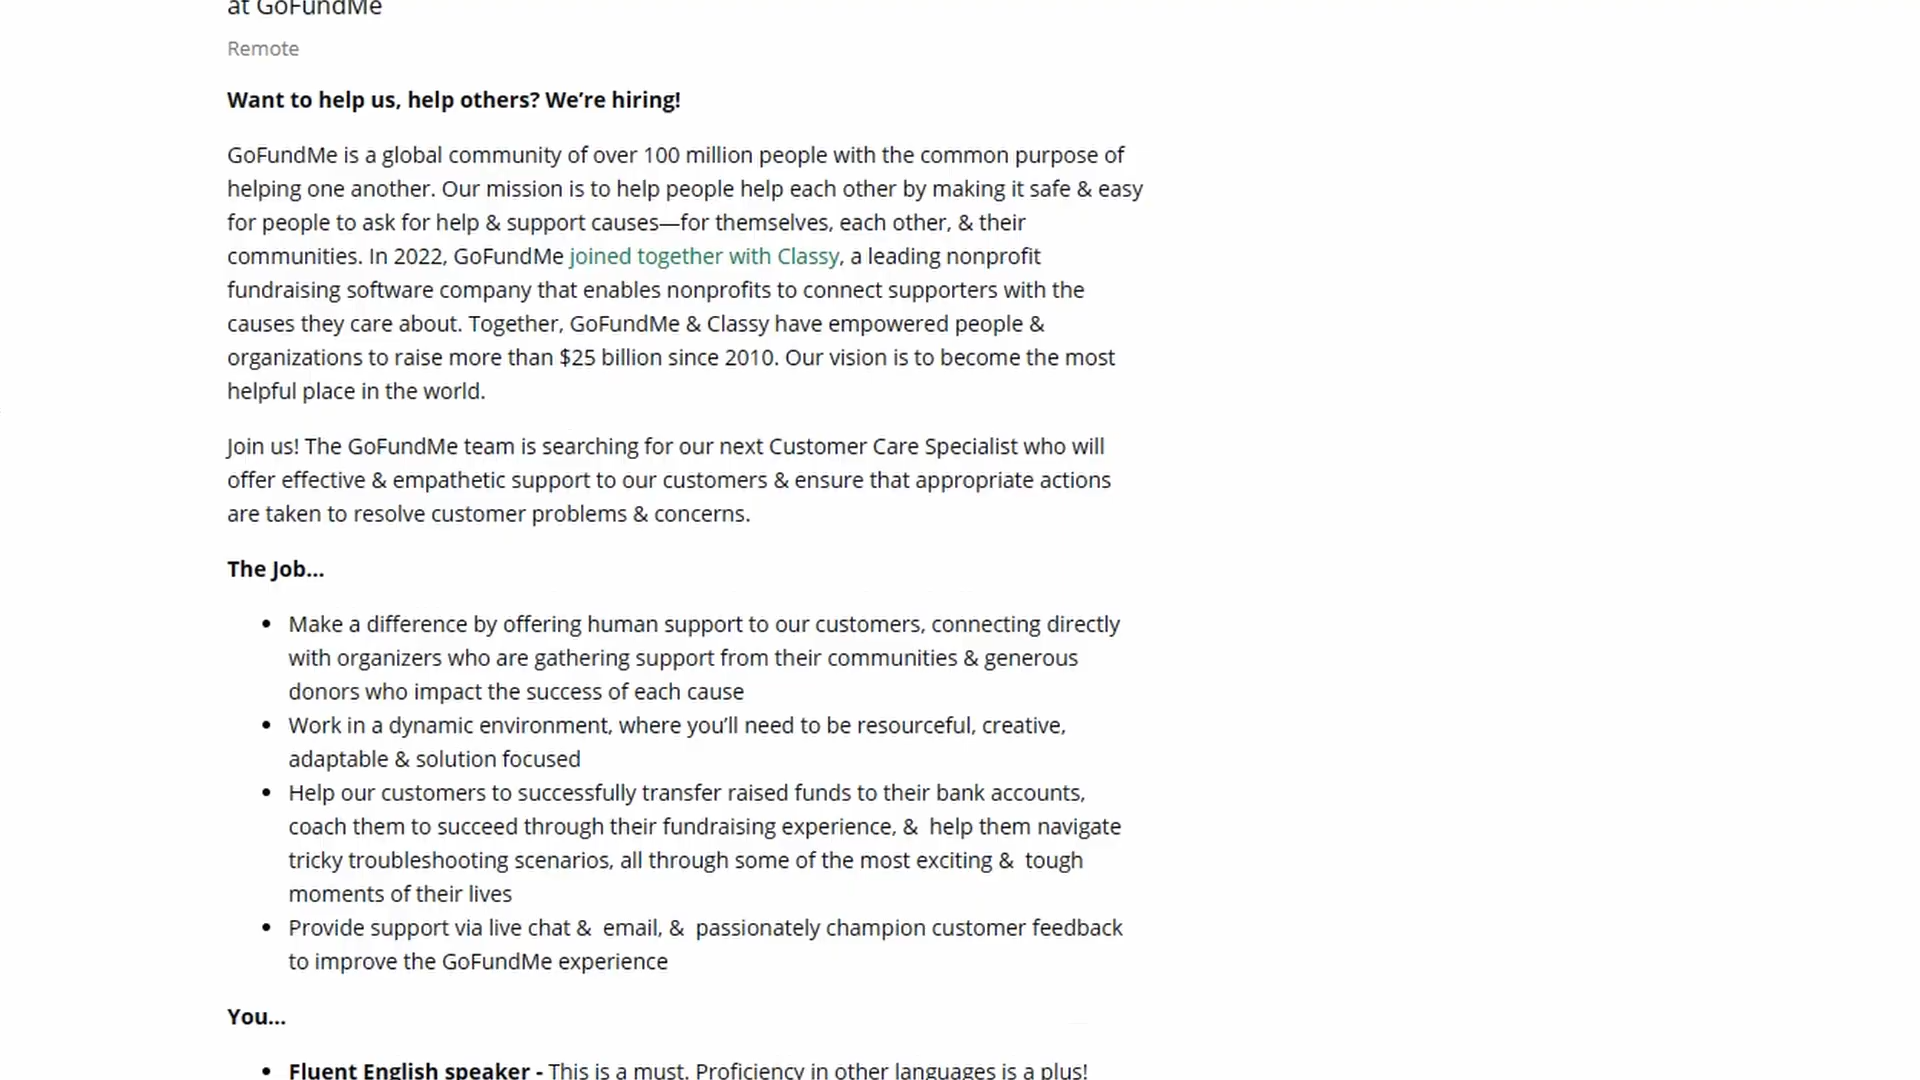 at GoFundMe
Remote
Want to help us, help others? We’re hiring!
GoFundMe is a global community of over 100 million people with the common purpose of
helping one another. Our mission is to help people help each other by making it safe & easy
for people to ask for help & support causes—for themselves, each other, & their
communities. In 2022, GoFundMe joined together with Classy, a leading nonprofit
fundraising software company that enables nonprofits to connect supporters with the
causes they care about. Together, GoFundMe & Classy have empowered people &
organizations to raise more than $25 billion since 2010. Our vision is to become the most
helpful place in the world.
Join us! The GoFundMe team is searching for our next Customer Care Specialist who will
offer effective & empathetic support to our customers & ensure that appropriate actions
are taken to resolve customer problems & concerns.
The Job…
• Make a difference by offering human support to our customers, connecting directly
with organizers who are gathering support from their communities & generous
donors who impact the success of each cause
• Work in a dynamic environment, where you’ll need to be resourceful, creative,
adaptable & solution focused
• Help our customers to successfully transfer raised funds to their bank accounts,
coach them to succeed through their fundraising experience, &  help them navigate
tricky troubleshooting scenarios, all through some of the most exciting &  tough
moments of their lives
• Provide support via live chat &  email, &  passionately champion customer feedback
to improve the GoFundMe experience
You…
• Fluent English speaker - This is a must. Proficiency in other languages is a plus!